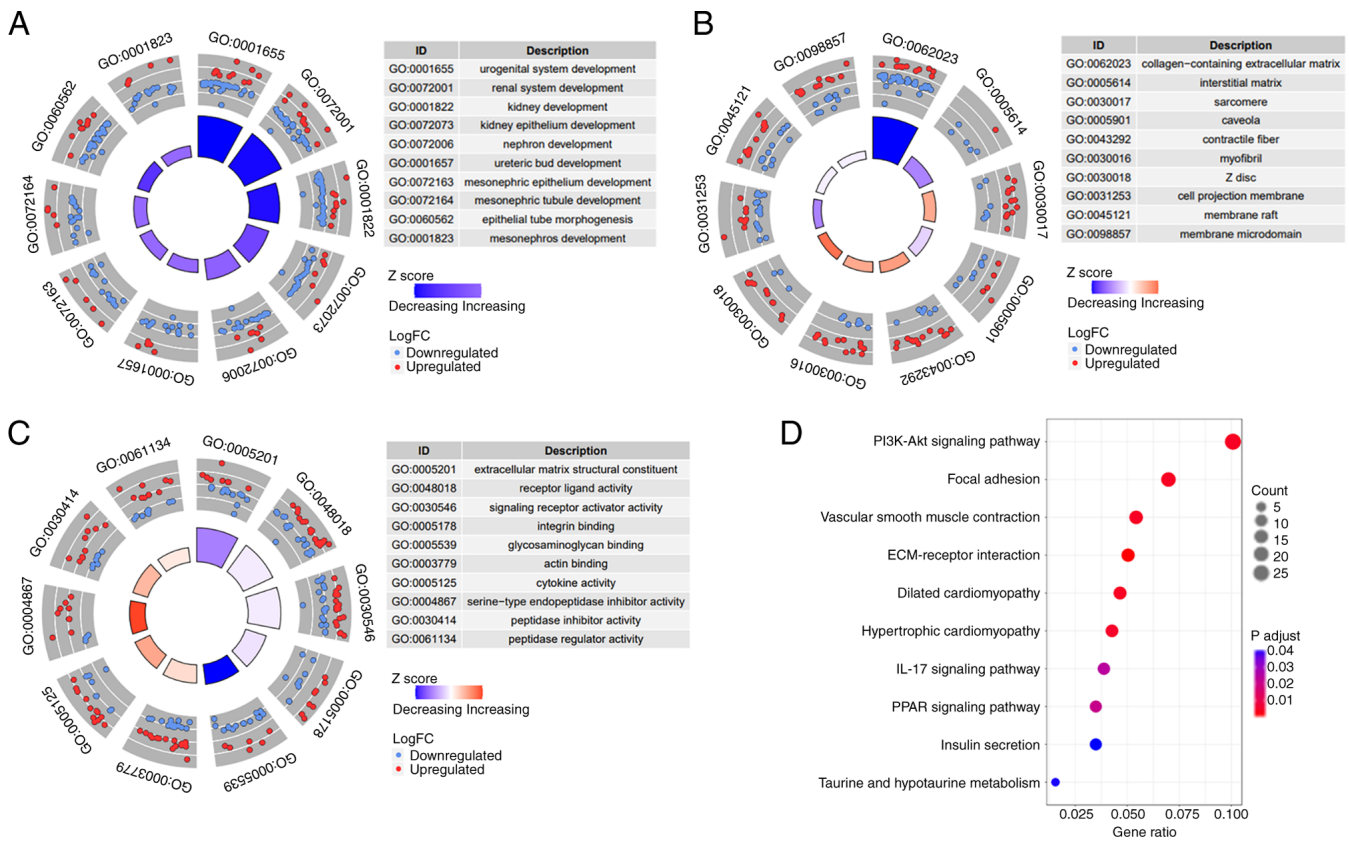 A
GO:0001655
GO:0072001
GO:0001822
GO:0072073
GO:0072006
GO:0001657
GO:0072163
GO:0072164
GO:0060562
GO:0001823
ID Description
GO:0001655 urogenital system development
GO:0072001 renal system development
GO:0001822 kidney development
GO:0072073 kidney epithelium development
GO:0072006 nephron development
GO:0001657 ureteric bud development
GO:0072163 mesonephric epithelium development
GO:0072164 mesonephric tubule development
GO:0060562 epithelial tube morphogenesis
GO:0001823 mesonephros development
Z score
Decreasing Increasing
LogFC
Downregulated
Upregulated
B
GO:0062023
GO:0005614
GO:0030017
GO:0005901
GO:0043292
GO:0030016
GO:0030018
GO:0031253
GO:0045121
GO:0098857
ID Description
GO:0062023 collagen-containing extracellular matrix
GO:0005614 interstitial matrix
GO:0030017 sarcomere
GO:0005901 caveola
GO:0043292 contractile fiber
GO:0030016 myofibril
GO:0030018 Z disc
GO:0031253 cell projection membrane
GO:0045121 membrane raft
GO:0098857 membrane microdomain
Z score
Decreasing Increasing
LogFC
Downregulated
Upregulated
C
GO:0005201
GO:0048018
GO:0030546
GO:0005178
GO:0005539
GO:0003779
GO:0005125
GO:0004867
GO:0030414
GO:0061134
ID Description
GO:0005201 extracellular matrix structural constituent
GO:0048018 receptor ligand activity
GO:0030546 signaling receptor activator activity
GO:0005178 integrin binding
GO:0005539 glycosaminoglycan binding
GO:0003779 actin binding
GO:0005125 cytokine activity
GO:0004867 serine−type endopeptidase inhibitor activity
GO:0030414 peptidase inhibitor activity
GO:0061134 peptidase regulator activity
Z score
Decreasing Increasing
LogFC
Downregulated
Upregulated
D
PI3K-Akt signaling pathway
Focal adhesion
Vascular smooth muscle contraction
ECM-receptor interaction
Dilated cardiomyopathy
Hypertrophic cardiomyopathy
IL-17 signaling pathway
PPAR signaling pathway
Insulin secretion
Taurine and hypotaurine metabolism
0.025 0.050 0.075 0.100
Gene ratio
Count
5
10
15
20
25
P adjust
0.04
0.03
0.02
0.01